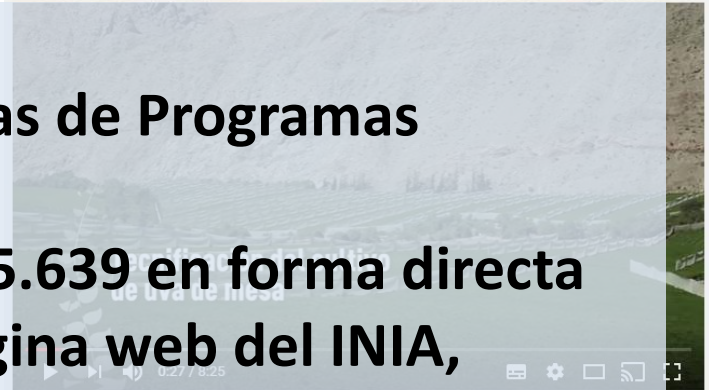 as de Programas
5.639 en forma directa
de uva de mesa
gina web del INIA,
0:27 / 8:25